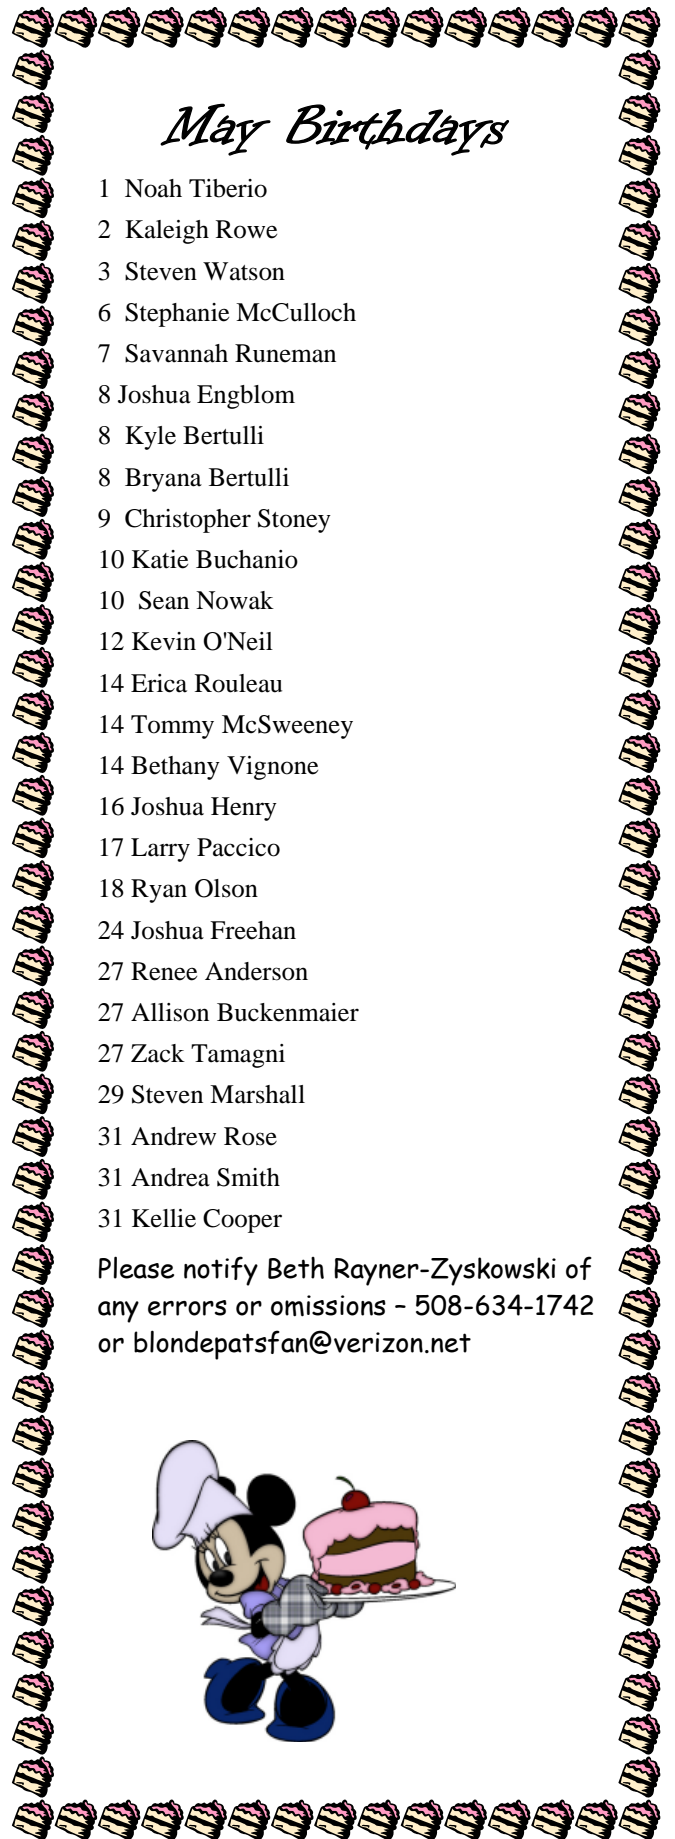 May Birthdays
1 Noah Tiberio
2 Kaleigh Rowe
3 Steven Watson
6 Stephanie McCulloch
7 Savannah Runeman
8 Joshua Engblom
8 Kyle Bertulli
8 Bryana Bertulli
9 Christopher Stoney
10 Katie Buchanio
10 Sean Nowak
12 Kevin O'Neil
14 Erica Rouleau
14 Tommy McSweeney
14 Bethany Vignone
16 Joshua Henry
17 Larry Paccico
18 Ryan Olson
24 Joshua Freehan
27 Renee Anderson
27 Allison Buckenmaier
27 Zack Tamagni
29 Steven Marshall
31 Andrew Rose
31 Andrea Smith
31 Kellie Cooper
Please notify Beth Rayner-Zyskowski of
any errors or omissions – 508-634-1742
or blondepatsfan@verizon.net